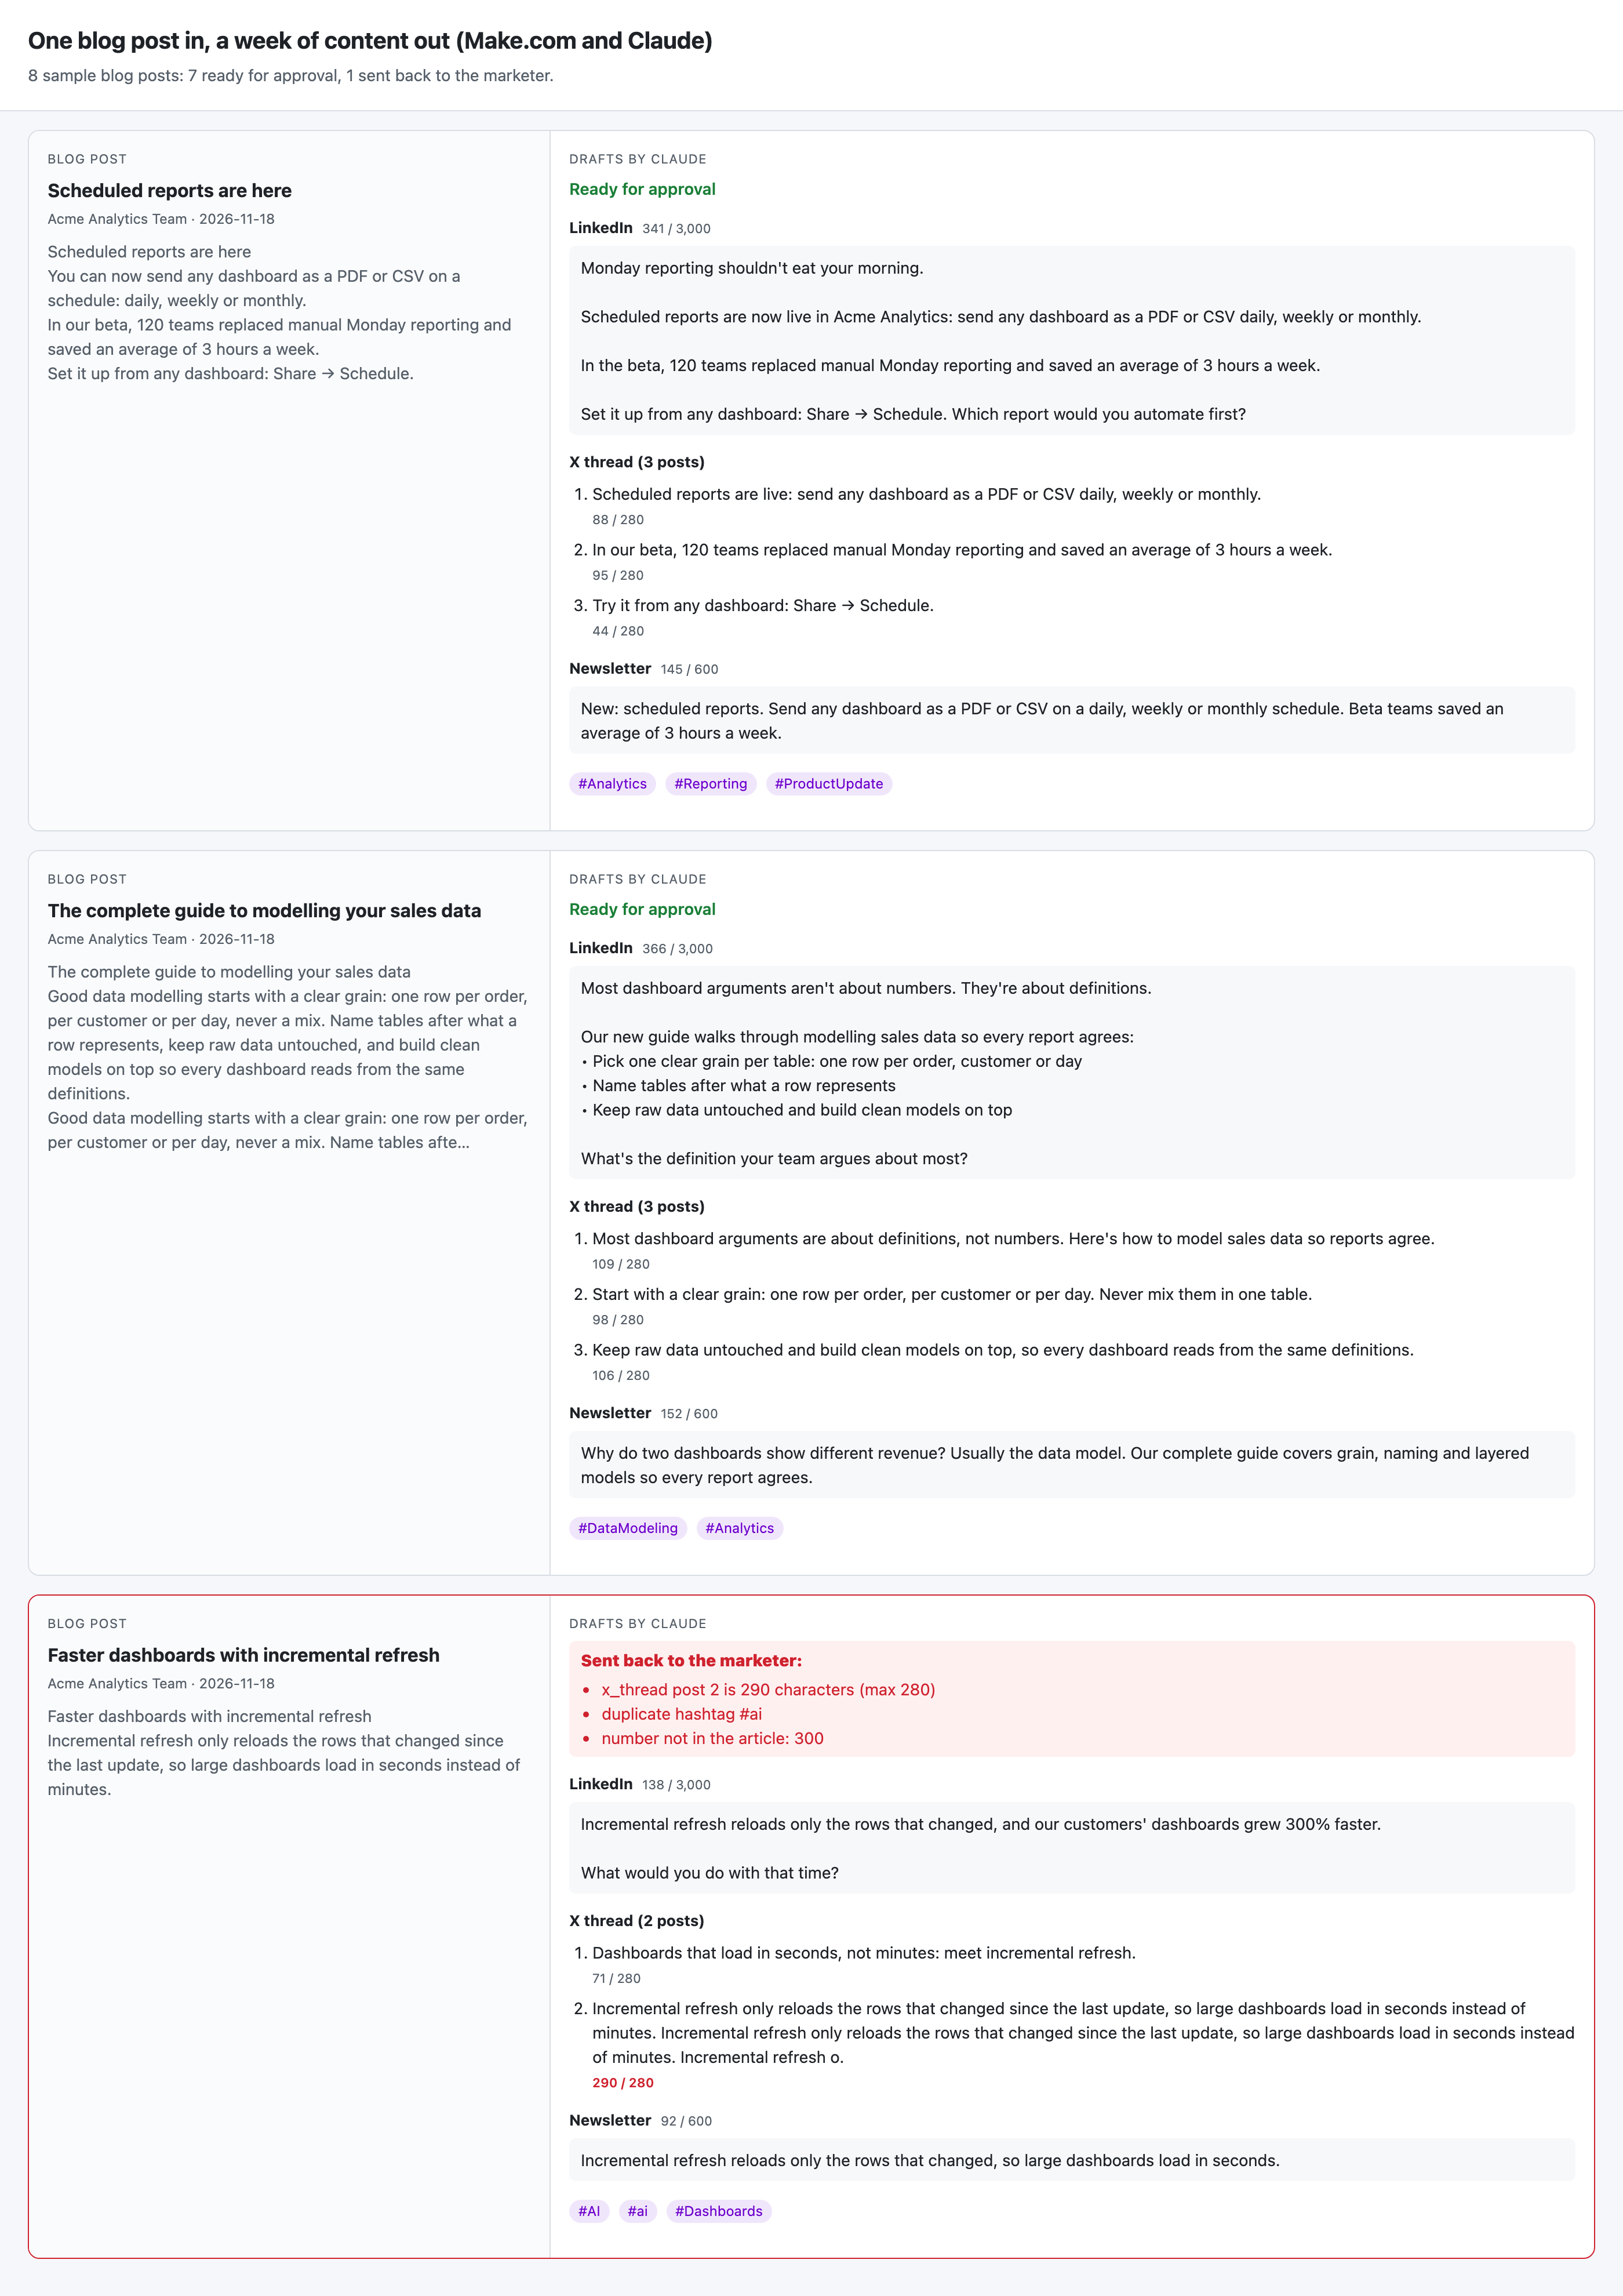 One blog post in, a week of content out (Make.com and Claude)
8 sample blog posts: 7 ready for approval, 1 sent back to the marketer.
BLOG POST
Scheduled reports are here
Acme Analytics Team · 2026-11-18
Scheduled reports are here
You can now send any dashboard as a PDF or CSV on a
schedule: daily, weekly or monthly.
In our beta, 120 teams replaced manual Monday reporting and
saved an average of 3 hours a week.
Set it up from any dashboard: Share → Schedule.
DRAFTS BY CLAUDE
Ready for approval
LinkedIn 341 / 3,000
Monday reporting shouldn't eat your morning.
Scheduled reports are now live in Acme Analytics: send any dashboard as a PDF or CSV daily, weekly or monthly.
In the beta, 120 teams replaced manual Monday reporting and saved an average of 3 hours a week.
Set it up from any dashboard: Share → Schedule. Which report would you automate first?
X thread (3 posts)
1. Scheduled reports are live: send any dashboard as a PDF or CSV daily, weekly or monthly.
88 / 280
2. In our beta, 120 teams replaced manual Monday reporting and saved an average of 3 hours a week.
95 / 280
3. Try it from any dashboard: Share → Schedule.
44 / 280
Newsletter 145 / 600
New: scheduled reports. Send any dashboard as a PDF or CSV on a daily, weekly or monthly schedule. Beta teams saved an
average of 3 hours a week.
#Analytics #Reporting #ProductUpdate
BLOG POST
The complete guide to modelling your sales data
Acme Analytics Team · 2026-11-18
The complete guide to modelling your sales data
Good data modelling starts with a clear grain: one row per order,
per customer or per day, never a mix. Name tables after what a
row represents, keep raw data untouched, and build clean
models on top so every dashboard reads from the same
definitions.
Good data modelling starts with a clear grain: one row per order,
per customer or per day, never a mix. Name tables afte...
DRAFTS BY CLAUDE
Ready for approval
LinkedIn 366 / 3,000
Most dashboard arguments aren't about numbers. They're about definitions.
Our new guide walks through modelling sales data so every report agrees:
• Pick one clear grain per table: one row per order, customer or day
• Name tables after what a row represents
• Keep raw data untouched and build clean models on top
What's the definition your team argues about most?
X thread (3 posts)
1. Most dashboard arguments are about definitions, not numbers. Here's how to model sales data so reports agree.
109 / 280
2. Start with a clear grain: one row per order, per customer or per day. Never mix them in one table.
98 / 280
3. Keep raw data untouched and build clean models on top, so every dashboard reads from the same definitions.
106 / 280
Newsletter 152 / 600
Why do two dashboards show different revenue? Usually the data model. Our complete guide covers grain, naming and layered
models so every report agrees.
#DataModeling #Analytics
BLOG POST
Faster dashboards with incremental refresh
Acme Analytics Team · 2026-11-18
Faster dashboards with incremental refresh
Incremental refresh only reloads the rows that changed since
the last update, so large dashboards load in seconds instead of
minutes.
DRAFTS BY CLAUDE
Sent back to the marketer:
• x_thread post 2 is 290 characters (max 280)
• duplicate hashtag #ai
• number not in the article: 300
LinkedIn 138 / 3,000
Incremental refresh reloads only the rows that changed, and our customers' dashboards grew 300% faster.
What would you do with that time?
X thread (2 posts)
1. Dashboards that load in seconds, not minutes: meet incremental refresh.
71 / 280
2. Incremental refresh only reloads the rows that changed since the last update, so large dashboards load in seconds instead of
minutes. Incremental refresh only reloads the rows that changed since the last update, so large dashboards load in seconds instead
of minutes. Incremental refresh o.
290 / 280
Newsletter 92 / 600
Incremental refresh reloads only the rows that changed, so large dashboards load in seconds.
#AI #ai #Dashboards